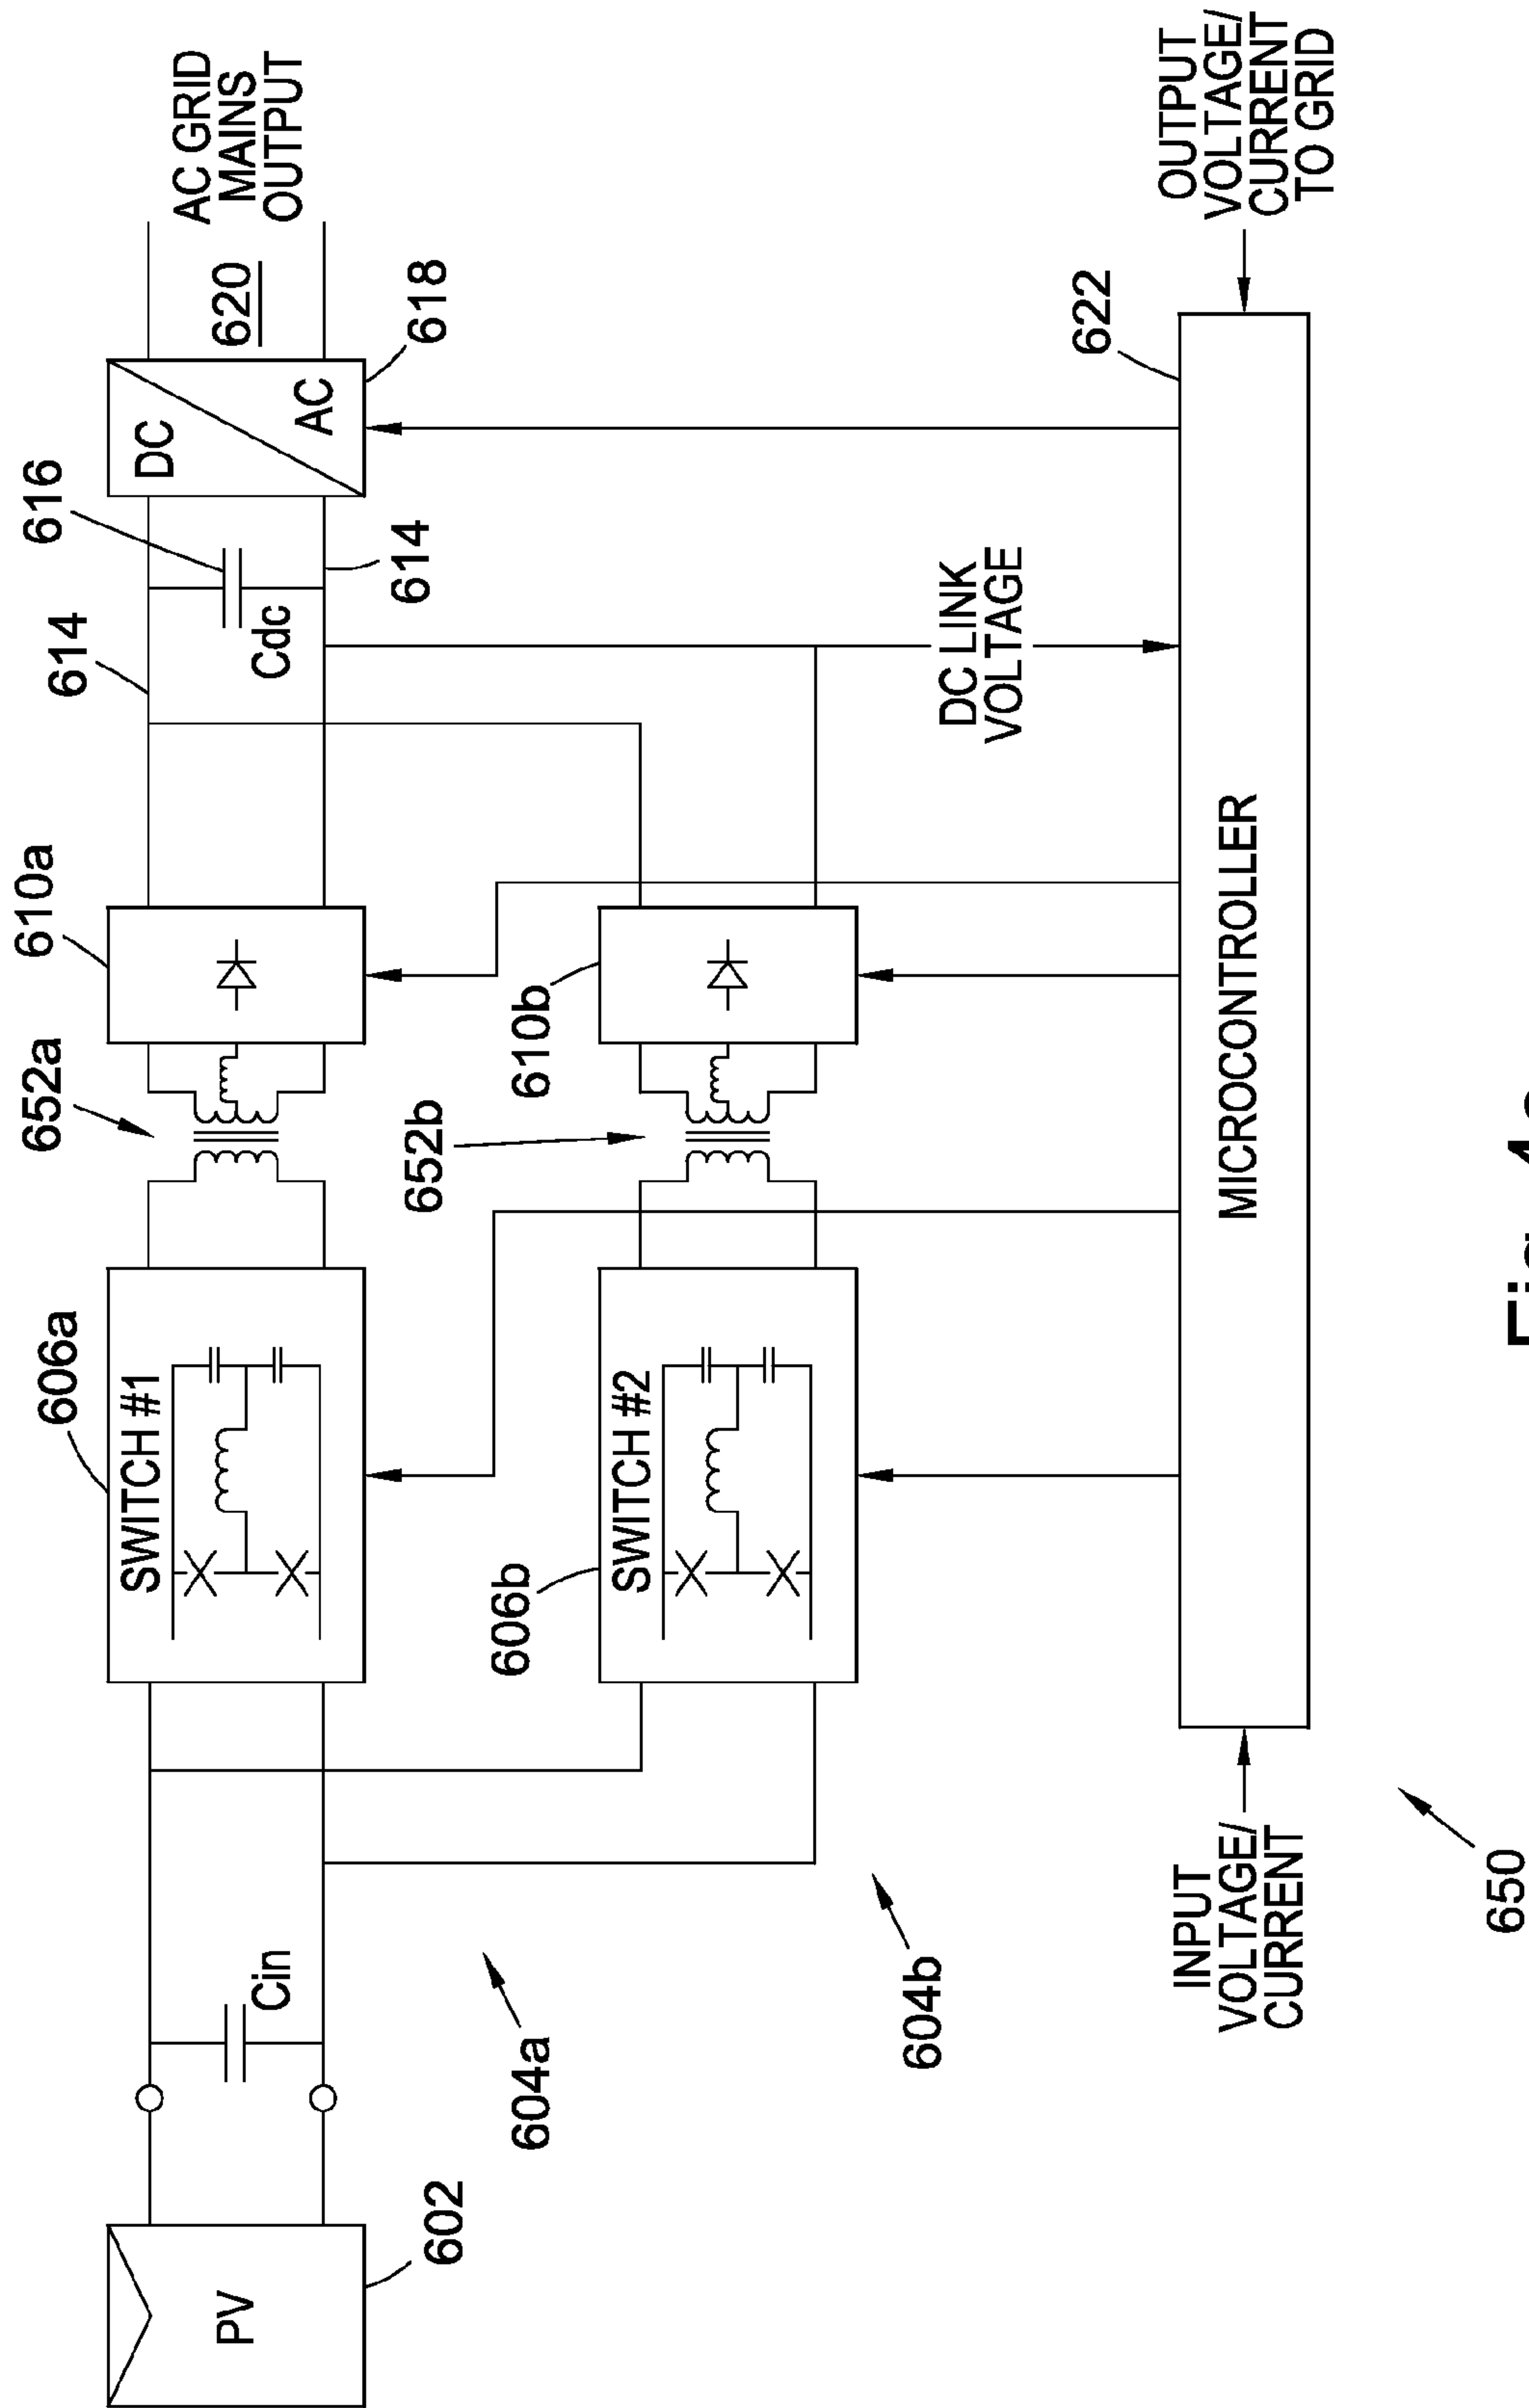 610a
614
616
AC GRID
MAINS
OUTPUT
652a
606a
620
618
DC
AC
Cdc
614
SWITCH #1
Cin
PV
602
604a
652b
610b
606b
SWITCH #2
604b
DC LINK
VOLTAGE
622
OUTPUT
VOLTAGE/
CURRENT
TO GRID
INPUT
VOLTAGE/
CURRENT
MICROCONTROLLER
650